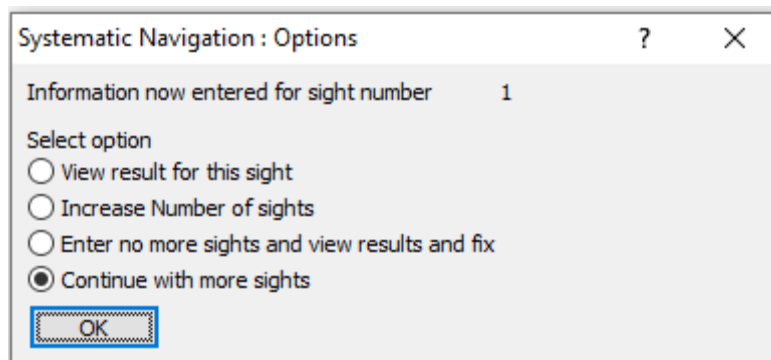 Systematic Navigation : Options ? ×
Information now entered for sight number 1
Select option
View result for this sight
Increase Number of sights
Enter no more sights and view results and fix
Continue with more sights
OK